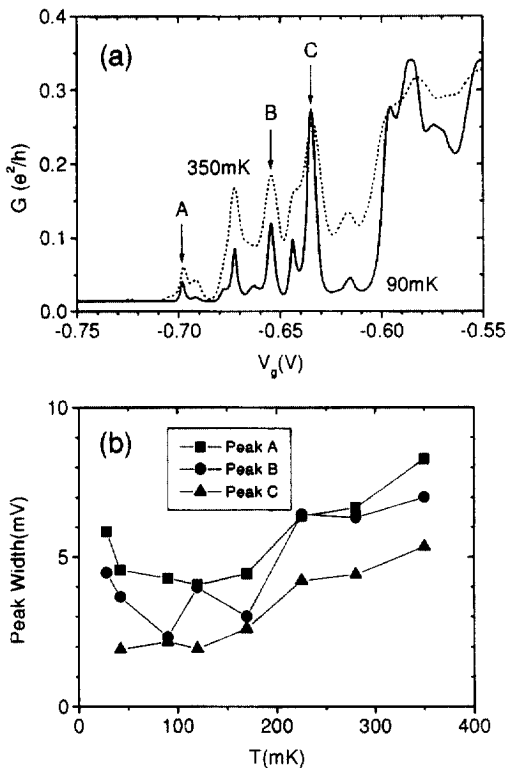 0.4
(a)
C
0.3
B
350mK
G (e²/h)
0.2
A
0.1
90mK
0.0
-0.75
-0.70
-0.65
-0.60
-0.55
Vg(V)
10
(b)
Peak A
Peak B
Peak C
Peak Width(mV)
5
0
0
100
200
300
400
T(mK)